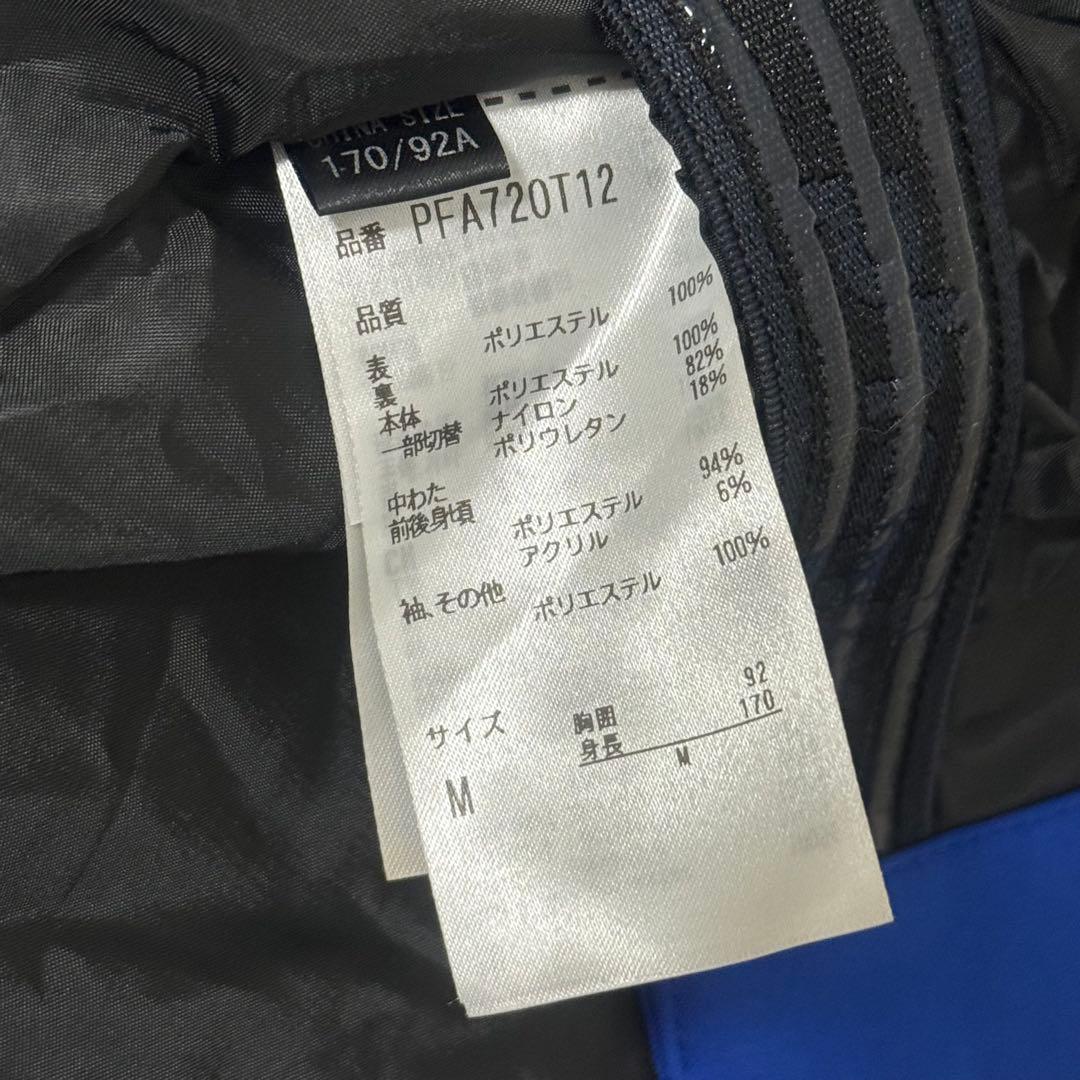 CHINA SIZE
170/92A
品番 PFA720T12
品質
表 ポリエステル 100%
裏
本体 ポリエステル 100%
一部切替 ナイロン 82%
ポリウレタン 18%
中わた
前後身頃 ポリエステル 94%
アクリル 6%
袖、その他 ポリエステル 100%
サイズ 胸囲 92
身長 170
M M